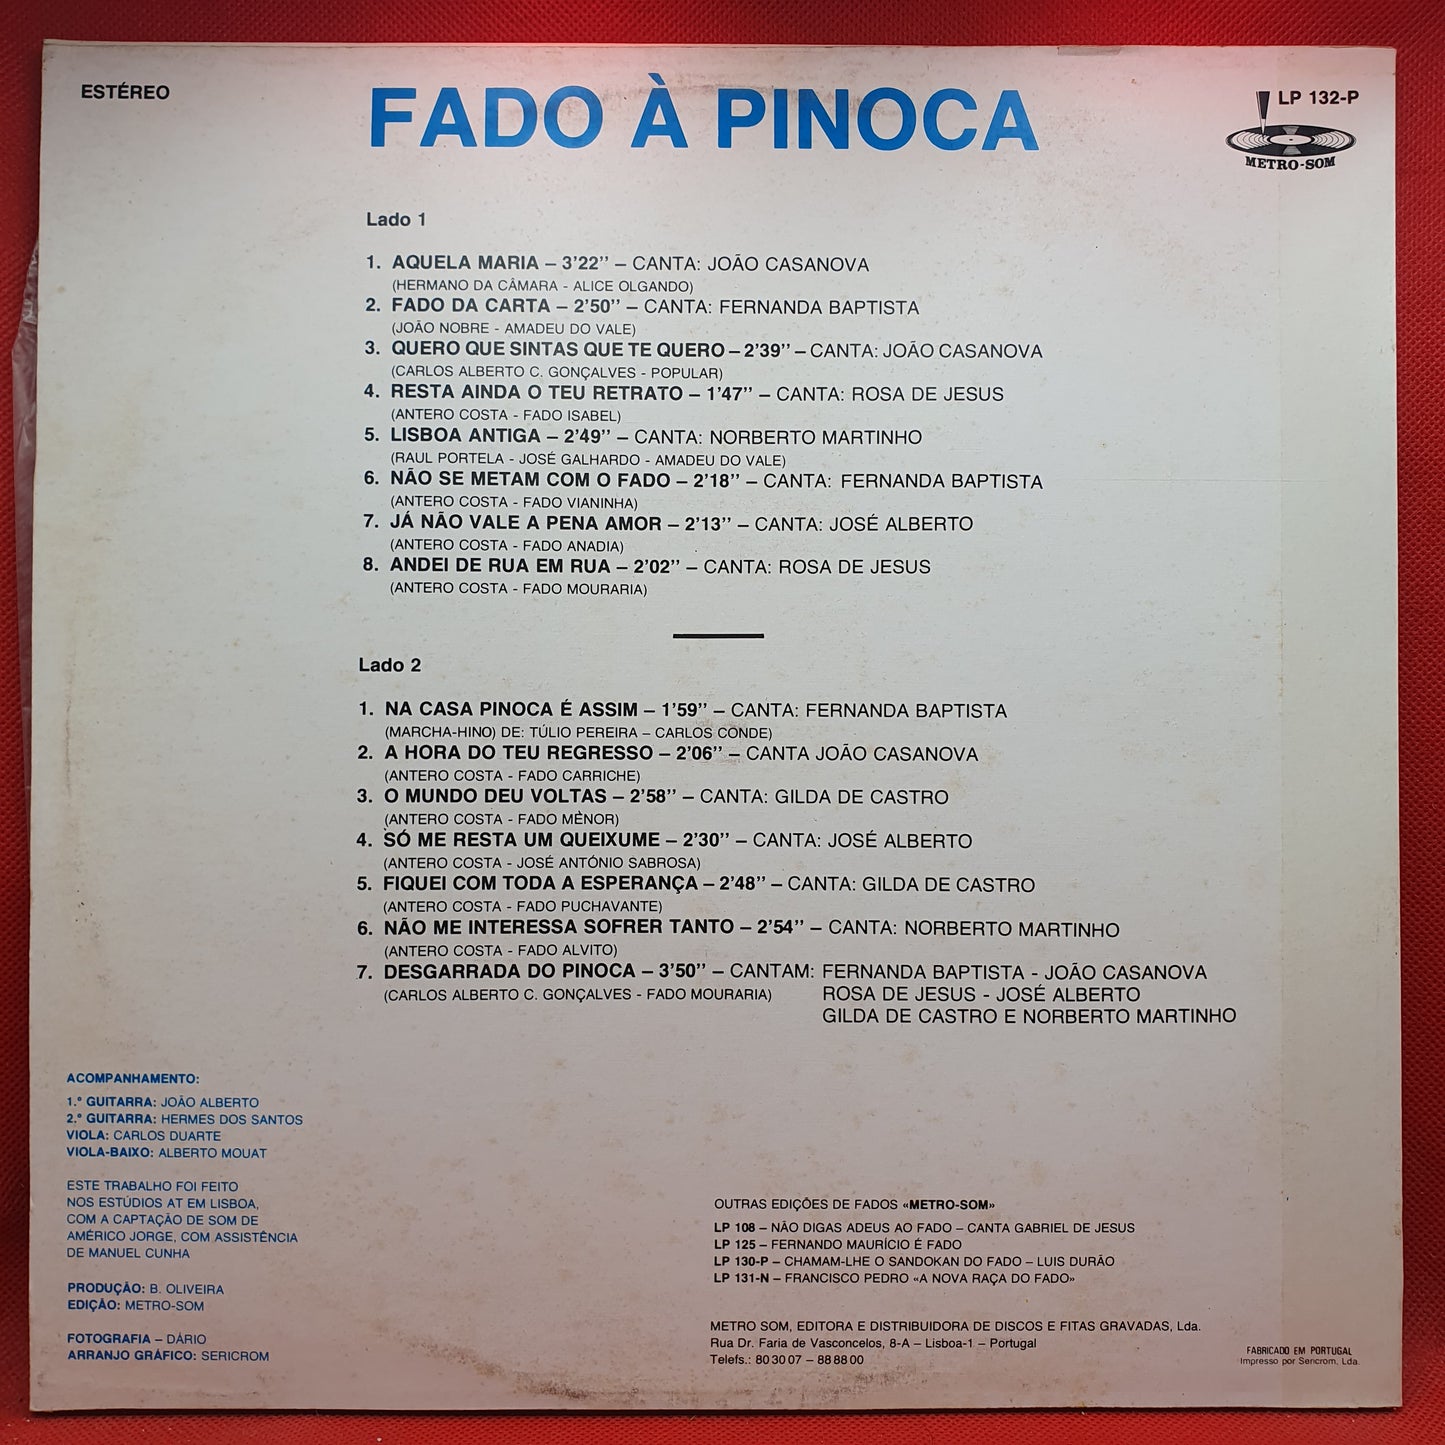 ESTÉREO
FADO À PINOCA
LP 132-P
METRO-SOM
Lado 1
1. AQUELA MARIA – 3'22'' – CANTA: JOÃO CASANOVA
(HERMANO DA CÂMARA - ALICE OLGANDO)
2. FADO DA CARTA – 2'50'' – CANTA: FERNANDA BAPTISTA
(JOÃO NOBRE - AMADEU DO VALE)
3. QUERO QUE SINTAS QUE TE QUERO – 2'39'' – CANTA: JOÃO CASANOVA
(CARLOS ALBERTO C. GONÇALVES - POPULAR)
4. RESTA AINDA O TEU RETRATO – 1'47'' – CANTA: ROSA DE JESUS
(ANTERO COSTA - FADO ISABEL)
5. LISBOA ANTIGA – 2'49'' – CANTA: NORBERTO MARTINHO
(RAUL PORTELA - JOSÉ GALHARDO - AMADEU DO VALE)
6. NÃO SE METAM COM O FADO – 2'18'' – CANTA: FERNANDA BAPTISTA
(ANTERO COSTA - FADO VIANINHA)
7. JÁ NÃO VALE A PENA AMOR – 2'13'' – CANTA: JOSÉ ALBERTO
(ANTERO COSTA - FADO ANADIA)
8. ANDEI DE RUA EM RUA – 2'02'' – CANTA: ROSA DE JESUS
(ANTERO COSTA - FADO MOURARIA)
Lado 2
1. NA CASA PINOCA É ASSIM – 1'59'' – CANTA: FERNANDA BAPTISTA
(MARCHA-HINO) DE: TÚLIO PEREIRA – CARLOS CONDE)
2. A HORA DO TEU REGRESSO – 2'06'' – CANTA JOÃO CASANOVA
(ANTERO COSTA - FADO CARRICHE)
3. O MUNDO DEU VOLTAS – 2'58'' – CANTA: GILDA DE CASTRO
(ANTERO COSTA - FADO MENOR)
4. SÓ ME RESTA UM QUEIXUME – 2'30'' – CANTA: JOSÉ ALBERTO
(ANTERO COSTA - JOSÉ ANTÓNIO SABROSA)
5. FIQUEI COM TODA A ESPERANÇA – 2'48'' – CANTA: GILDA DE CASTRO
(ANTERO COSTA - FADO PUCHAVANTE)
6. NÃO ME INTERESSA SOFRER TANTO – 2'54'' – CANTA: NORBERTO MARTINHO
(ANTERO COSTA - FADO ALVITO)
7. DESGARRADA DO PINOCA – 3'50'' – CANTAM: FERNANDA BAPTISTA - JOÃO CASANOVA
(CARLOS ALBERTO C. GONÇALVES - FADO MOURARIA) ROSA DE JESUS - JOSÉ ALBERTO
GILDA DE CASTRO E NORBERTO MARTINHO
ACOMPANHAMENTO:
1.ª GUITARRA: JOÃO ALBERTO
2.ª GUITARRA: HERMES DOS SANTOS
VIOLA: CARLOS DUARTE
VIOLA-BAIXO: ALBERTO MOUAT
ESTE TRABALHO FOI FEITO
NOS ESTÚDIOS AT EM LISBOA,
COM A CAPTAÇÃO DE SOM DE
AMÉRICO JORGE, COM ASSISTÊNCIA
DE MANUEL CUNHA
PRODUÇÃO: B. OLIVEIRA
EDIÇÃO: METRO-SOM
FOTOGRAFIA – DÁRIO
ARRANJO GRÁFICO: SERICROM
OUTRAS EDIÇÕES DE FADOS «METRO-SOM»
LP 108 – NÃO DIGAS ADEUS AO FADO – CANTA GABRIEL DE JESUS
LP 125 – FERNANDO MAURÍCIO É FADO
LP 130-P – CHAMAM-LHE O SANDOKAN DO FADO – LUIS DURÃO
LP 131-N – FRANCISCO PEDRO «A NOVA RAÇA DO FADO»
METRO SOM, EDITORA E DISTRIBUIDORA DE DISCOS E FITAS GRAVADAS, Lda.
Rua Dr. Faria de Vasconcelos, 8-A – Lisboa-1 – Portugal
Telefs.: 80 30 07 – 88 88 00
FABRICADO EM PORTUGAL
Impresso por Sericrom, Lda.